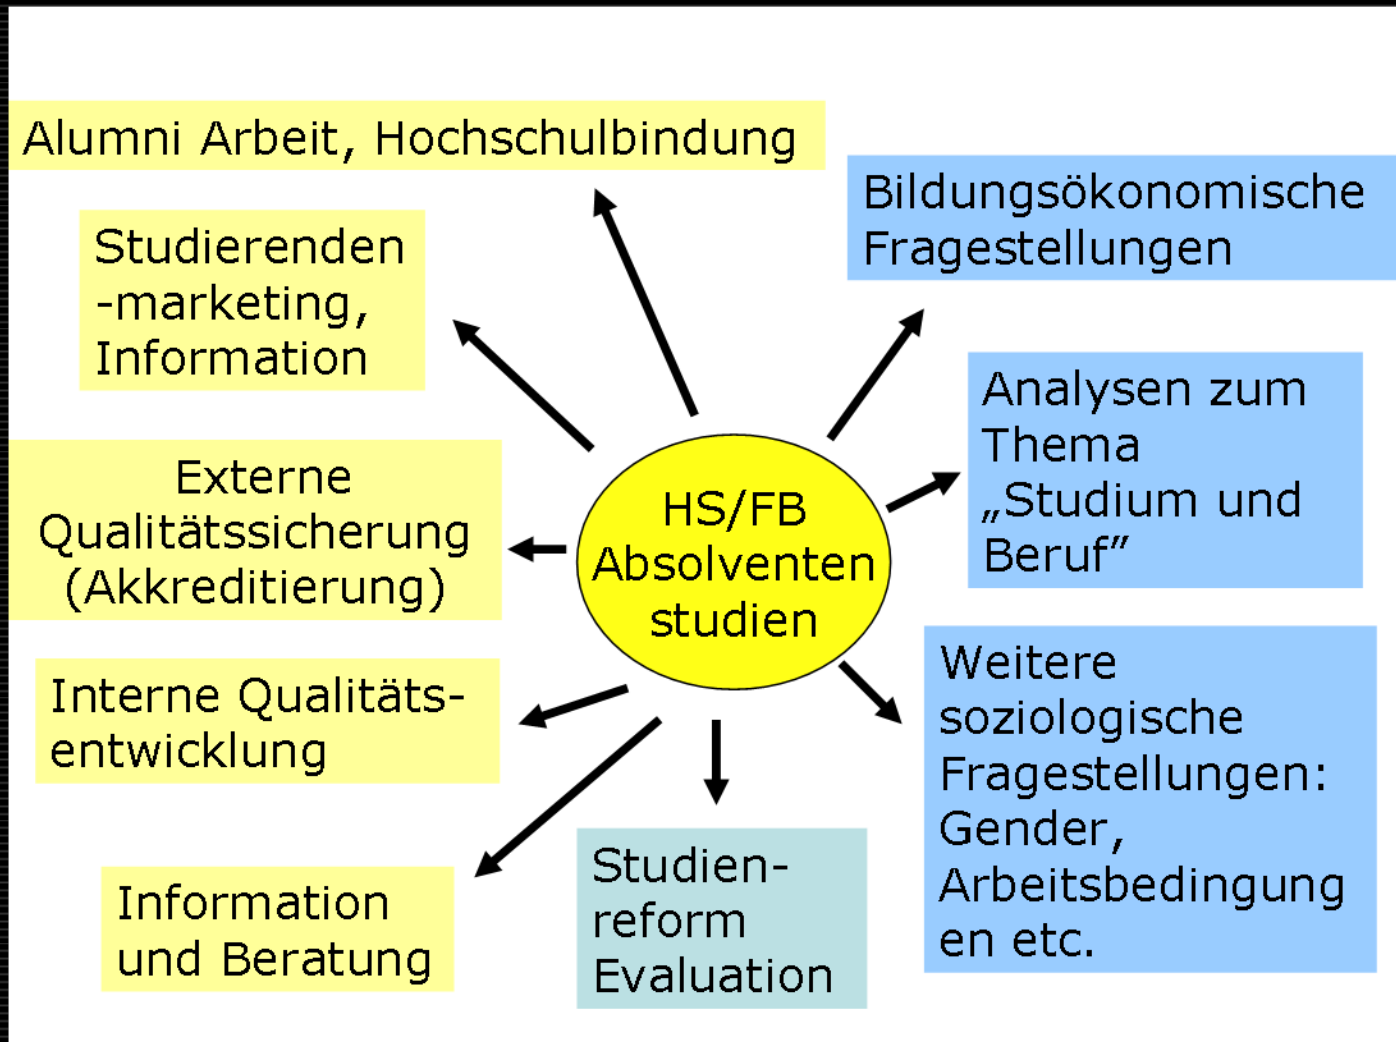 Alumni Arbeit, Hochschulbindung
Bildungsökonomische
Fragestellungen
Studierenden
-marketing,
Information
Analysen zum
Thema
„Studium und
Beruf”
Externe
Qualitätssicherung
(Akkreditierung)
HS/FB
Absolventen
studien
Interne Qualitäts-
entwicklung
Weitere
soziologische
Fragestellungen:
Gender,
Arbeitsbedingung
en etc.
Information
und Beratung
Studien-
reform
Evaluation